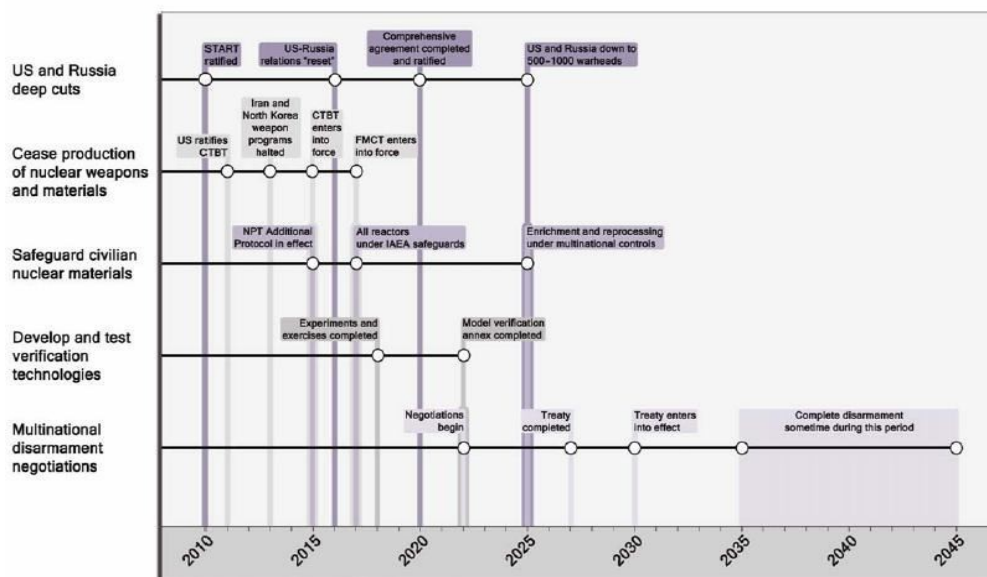 START
ratified
US-Russia
relations "reset"
Comprehensive
agreement completed
and ratified
US and Russia down to
500–1000 warheads
US and Russia
deep cuts
US ratifies
CTBT
Iran and
North Korea
weapon
programs
halted
CTBT
enters
into
force
FMCT enters
into force
Cease production
of nuclear weapons
and materials
NPT Additional
Protocol in effect
All reactors
under IAEA safeguards
Enrichment and reprocessing
under multinational controls
Safeguard civilian
nuclear materials
Experiments and
exercises completed
Model verification
annex completed
Develop and test
verification
technologies
Negotiations
begin
Treaty
completed
Treaty enters
into effect
Complete disarmament
sometime during this period
Multinational
disarmament
negotiations
2010
2015
2020
2025
2030
2035
2040
2045